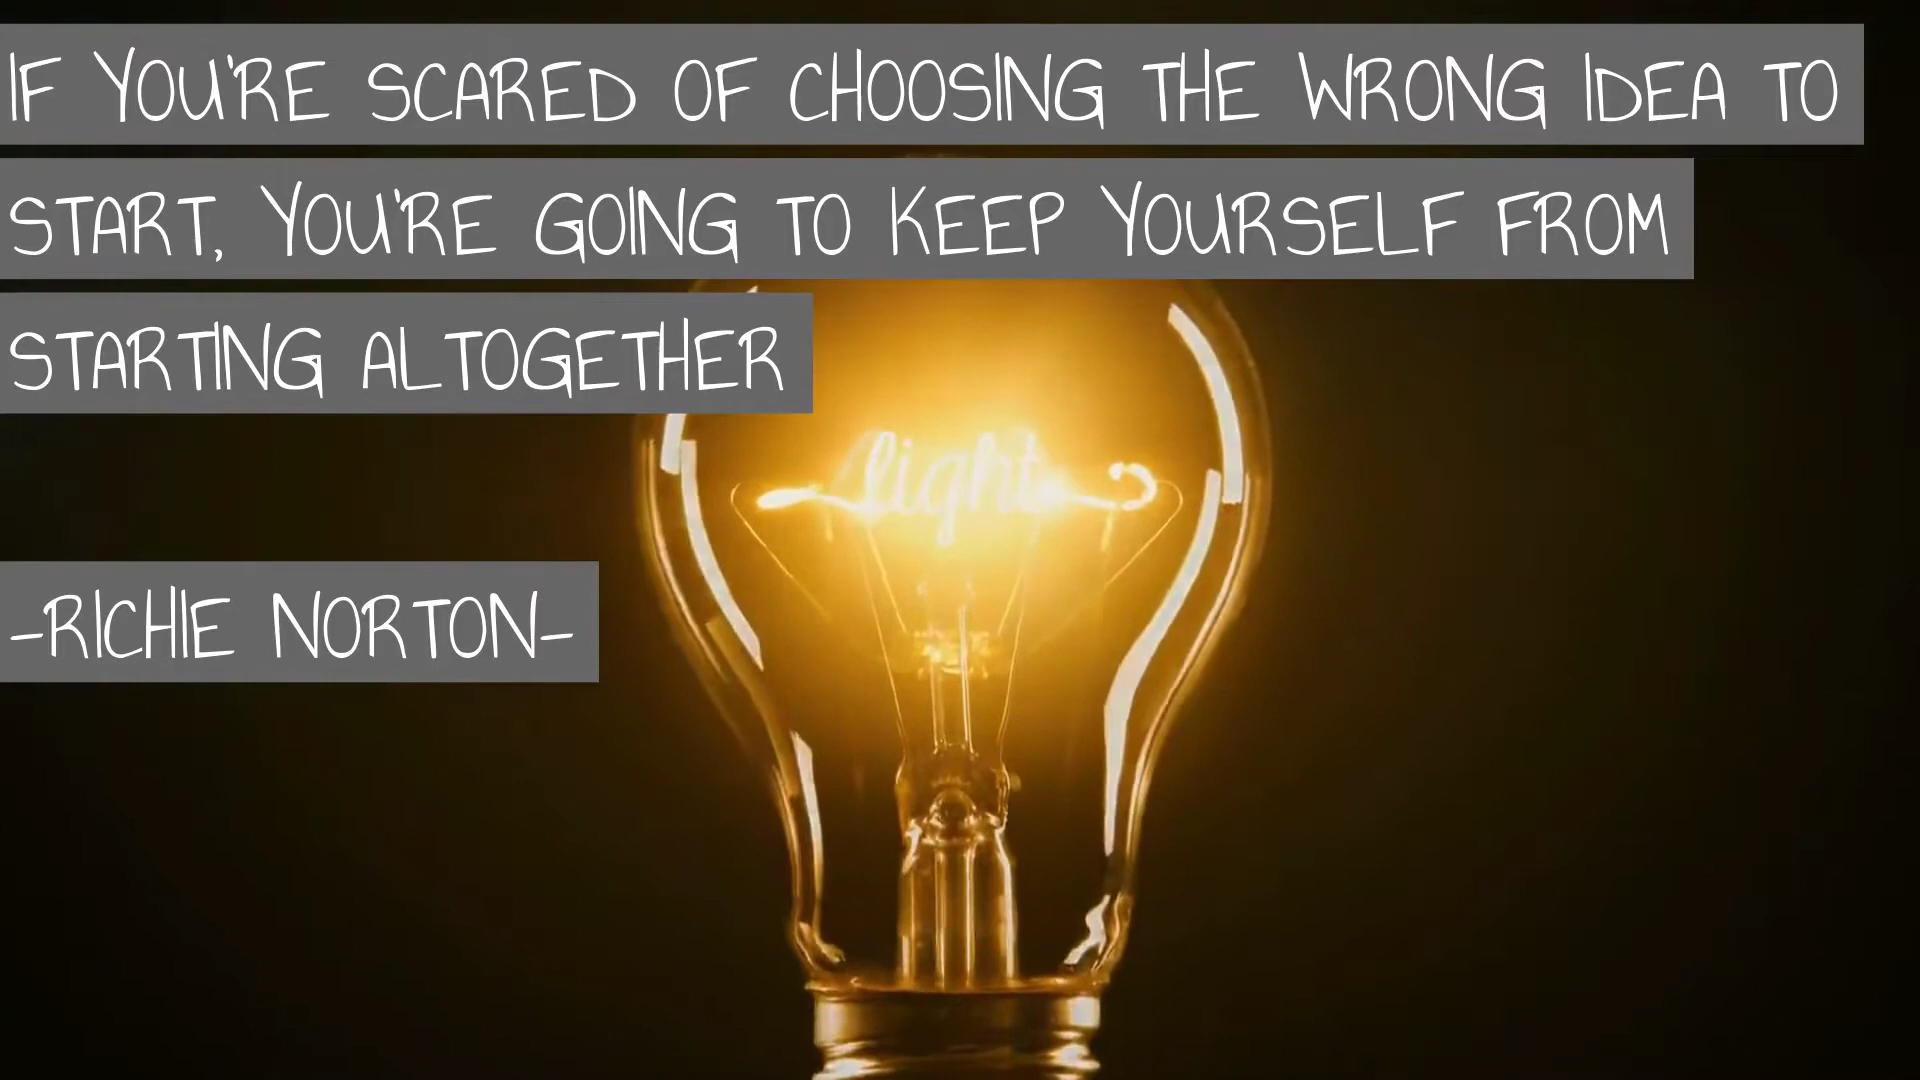 IF YOU'RE SCARED OF CHOOSING THE WRONG IDEA TO
START, YOU'RE GOING TO KEEP YOURSELF FROM
STARTING ALTOGETHER
light
-RICHIE NORTON-